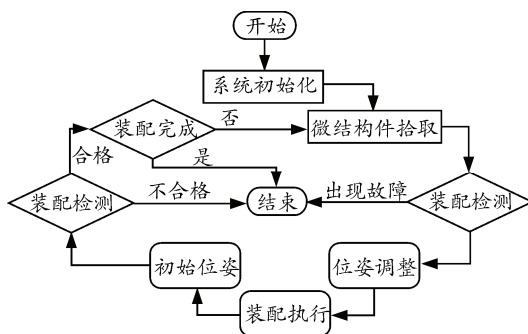 开始
系统初始化
装配完成
否
微结构件拾取
合格
是
装配检测
不合格
结束
出现故障
装配检测
初始位姿
位姿调整
装配执行